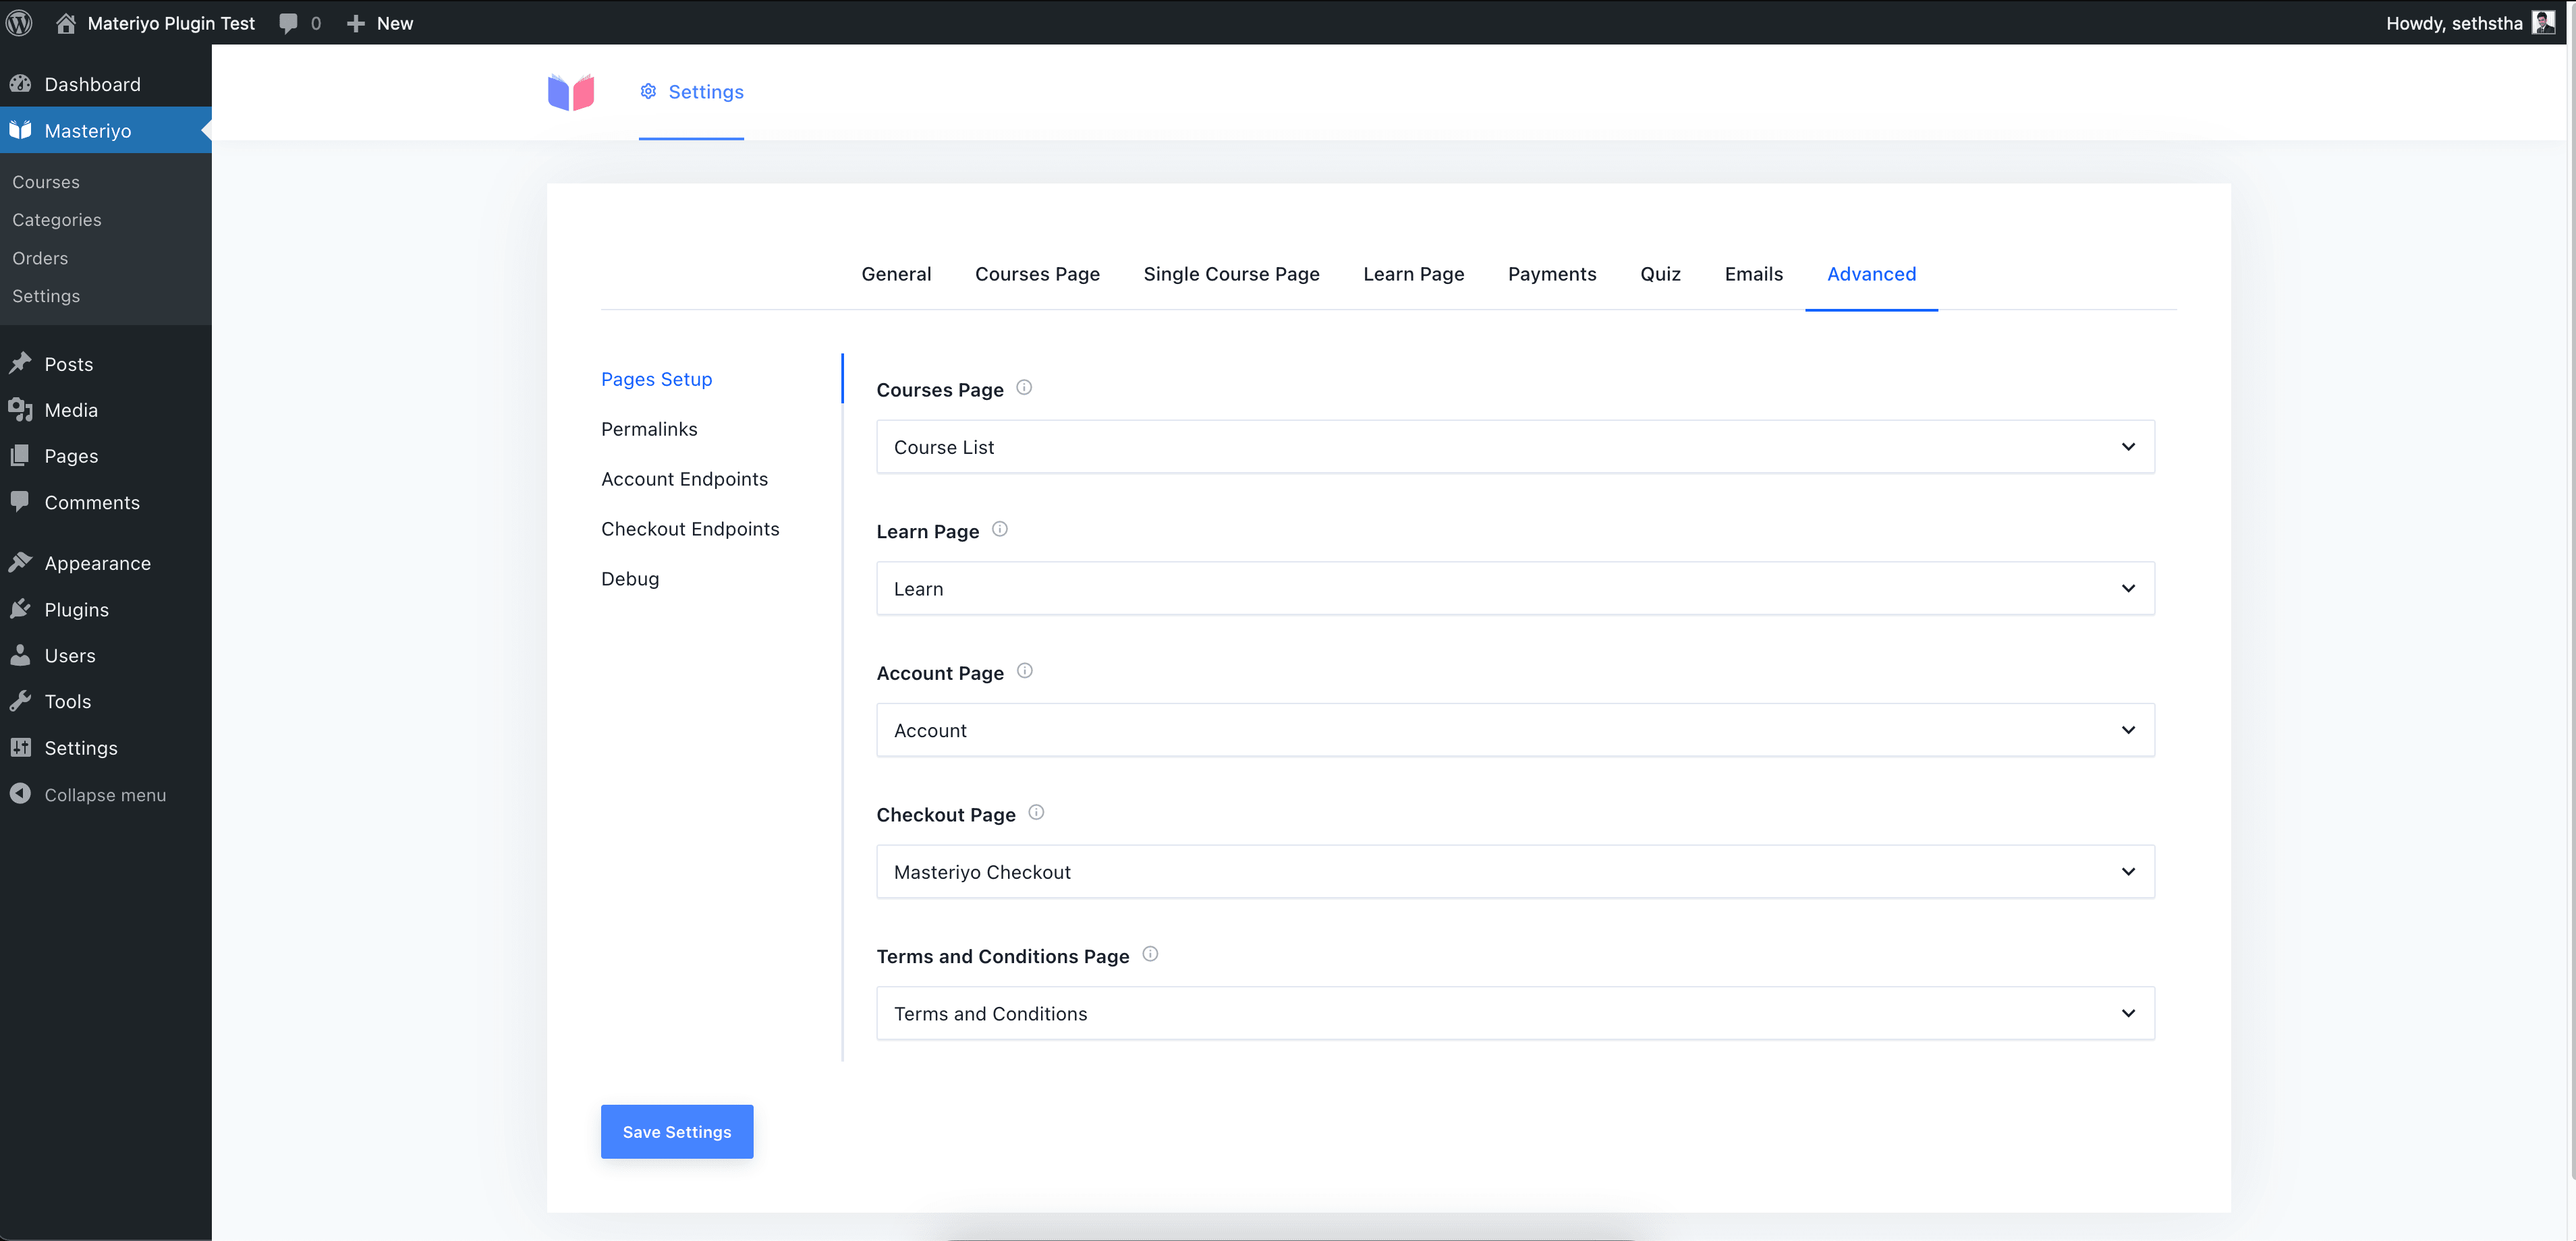 Materiyo Plugin Test 0 New Howdy, sethstha
Dashboard
Masteriyo
Courses
Categories
Orders
Settings
Posts
Media
Pages
Comments
Appearance
Plugins
Users
Tools
Settings
Collapse menu
Settings
General Courses Page Single Course Page Learn Page Payments Quiz Emails Advanced
Pages Setup
Permalinks
Account Endpoints
Checkout Endpoints
Debug
Courses Page
Course List
Learn Page
Learn
Account Page
Account
Checkout Page
Masteriyo Checkout
Terms and Conditions Page
Terms and Conditions
Save Settings